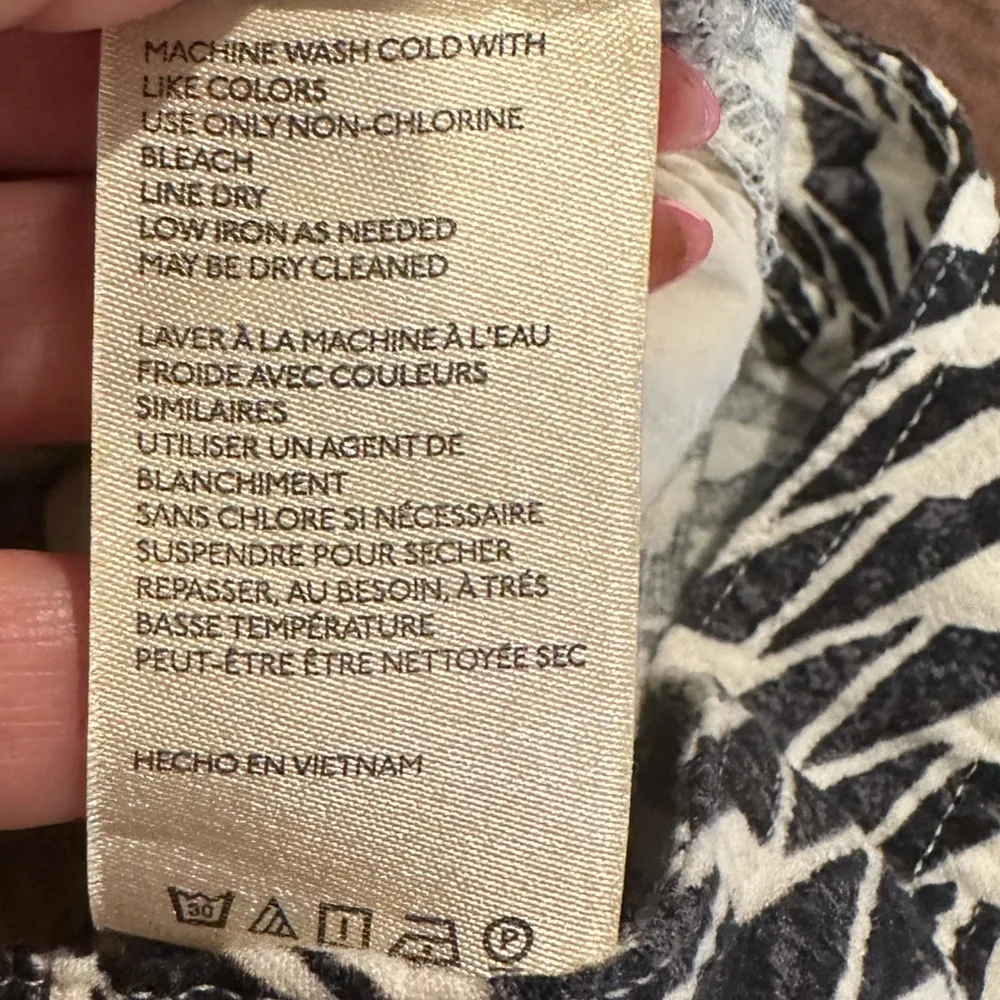 MACHINE WASH COLD WITH
LIKE COLORS
USE ONLY NON-CHLORINE
BLEACH
LINE DRY
LOW IRON AS NEEDED
MAY BE DRY CLEANED
LAVER À LA MACHINE À L'EAU
FROIDE AVEC COULEURS
SIMILAIRES
UTILISER UN AGENT DE
BLANCHIMENT
SANS CHLORE SI NÉCESSAIRE
SUSPENDRE POUR SECHER
REPASSER, AU BESOIN, À TRÉS
BASSE TEMPÉRATURE
PEUT-ÊTRE ÊTRE NETTOYÉE SEC
HECHO EN VIETNAM
30 P